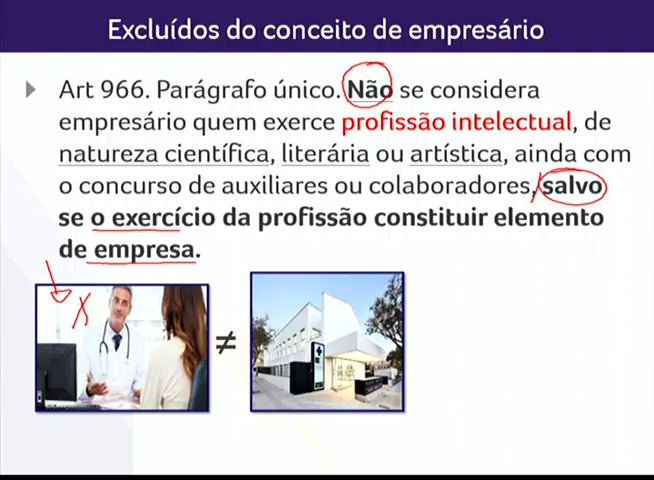 Excluídos do conceito de empresário
Art 966. Parágrafo único. Não se considera
empresário quem exerce profissão intelectual, de
natureza científica, literária ou artística, ainda com
o concurso de auxiliares ou colaboradores, salvo
se o exercício da profissão constituir elemento
de empresa.
X
≠